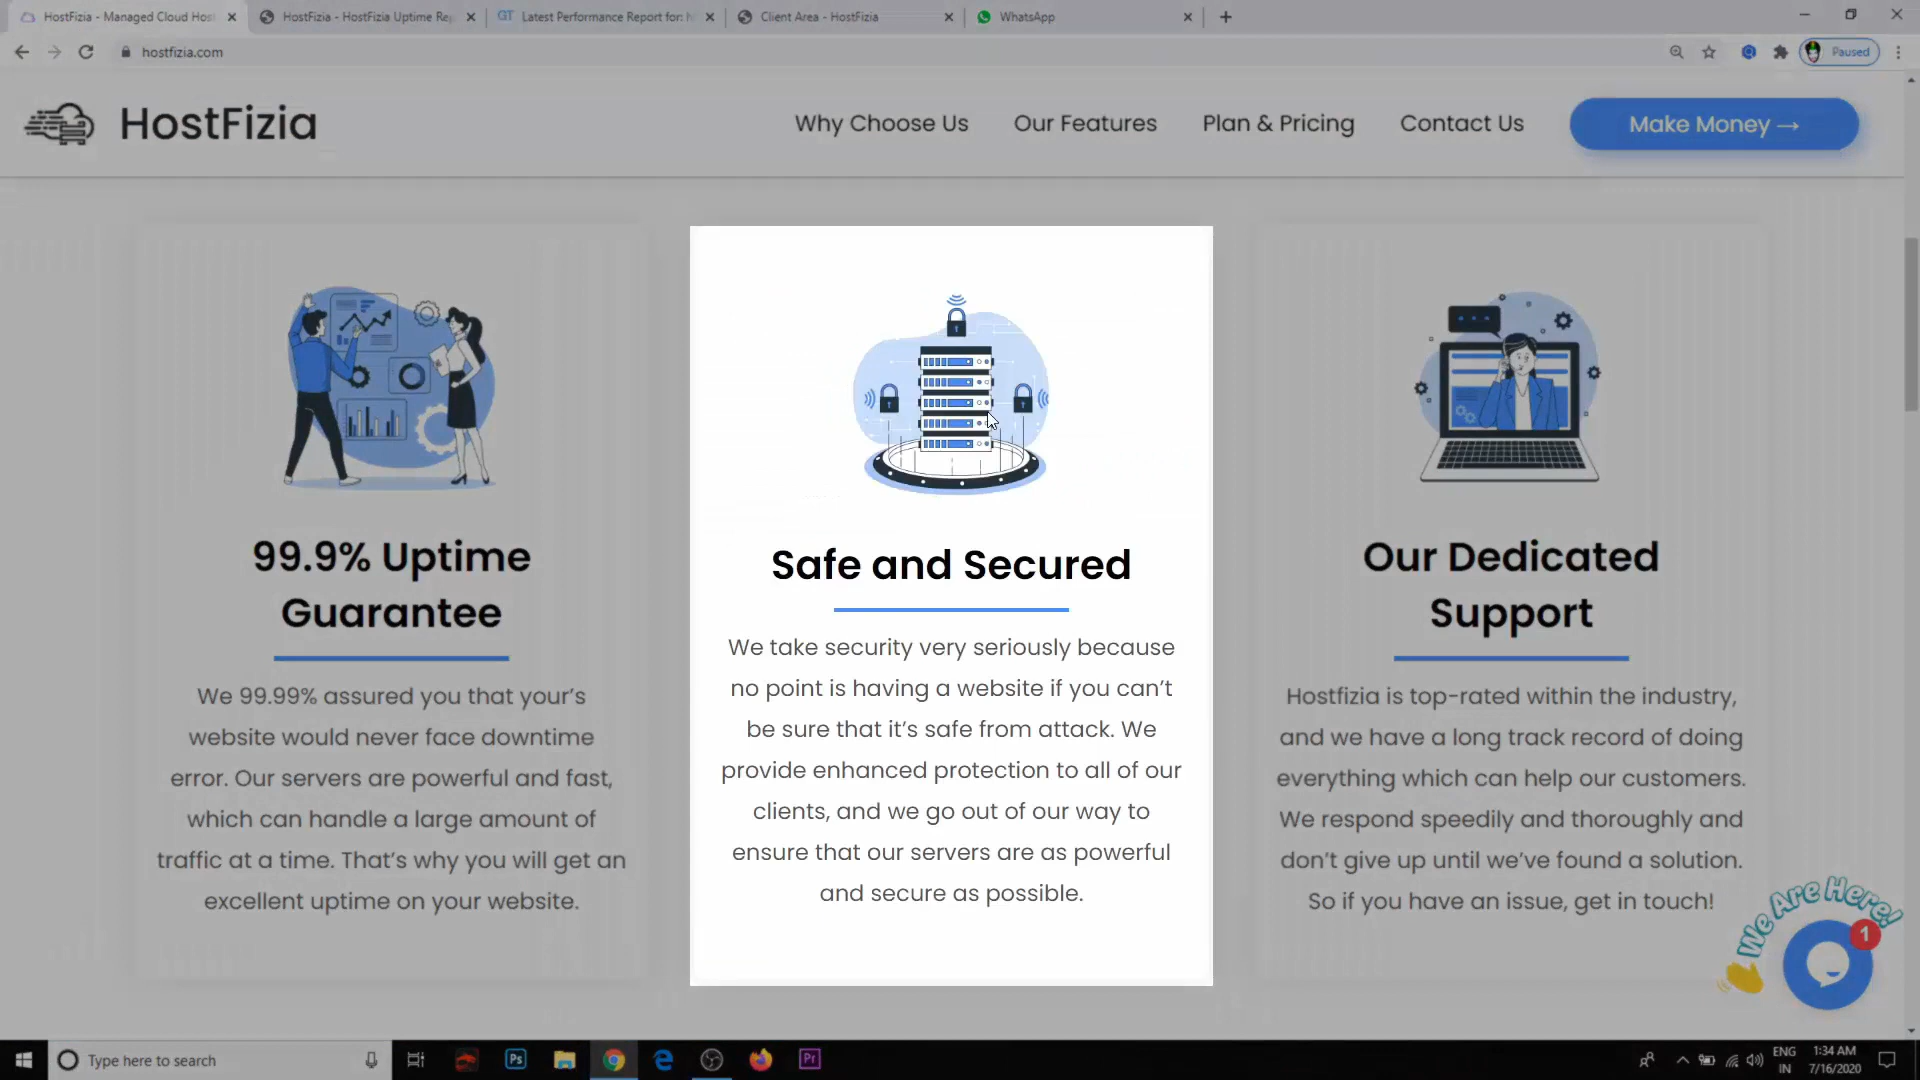 HostFizia - Managed Cloud Hos
HostFizia - HostFizia Uptime Re
GT
Latest Performance Report for:
Client Area - HostFizia
WhatsApp
hostfizia.com
Paused
HostFizia
Why Choose Us
Our Features
Plan & Pricing
Contact Us
Make Money →
99.9% Uptime
Guarantee
We 99.99% assured you that your's
website would never face downtime
error. Our servers are powerful and fast,
which can handle a large amount of
traffic at a time. That's why you will get an
excellent uptime on your website.
Safe and Secured
We take security very seriously because
no point is having a website if you can't
be sure that it's safe from attack. We
provide enhanced protection to all of our
clients, and we go out of our way to
ensure that our servers are as powerful
and secure as possible.
Our Dedicated
Support
Hostfizia is top-rated within the industry,
and we have a long track record of doing
everything which can help our customers.
We respond speedily and thoroughly and
don't give up until we've found a solution.
So if you have an issue, get in touch!
We Are Here!
1
Type here to search
Ps
Pr
ENG
IN
1:34 AM
7/16/2020